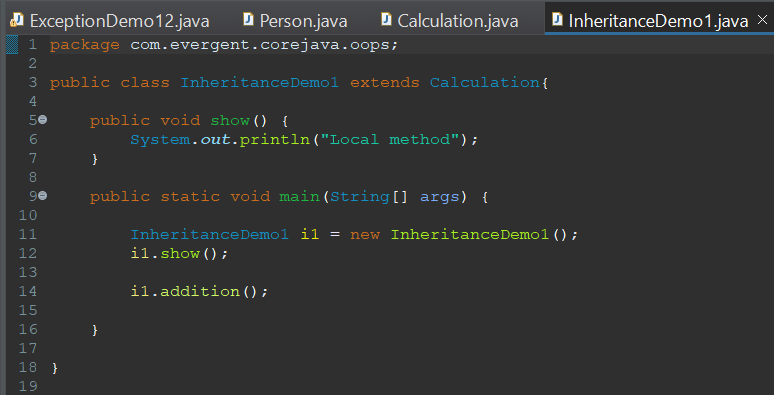 ExceptionDemo12.java Person.java Calculation.java InheritanceDemo1.java
1 package com.evergent.corejava.oops;
2
3 public class InheritanceDemo1 extends Calculation{
4
5 public void show() {
6 System.out.println("Local method");
7 }
8
9 public static void main(String[] args) {
10
11 InheritanceDemo1 i1 = new InheritanceDemo1();
12 i1.show();
13
14 i1.addition();
15
16 }
17
18 }
19